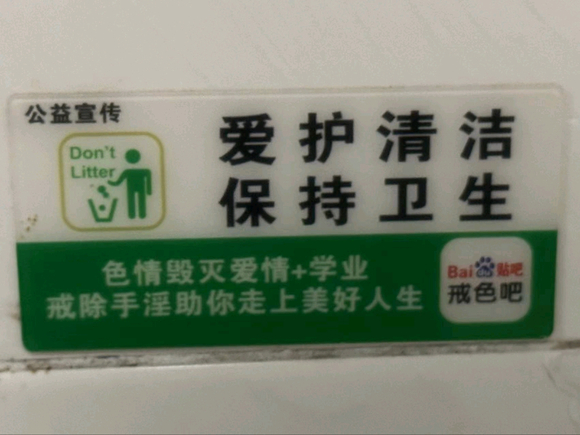 公益宣传
Don't
Litter
爱护清洁
保持卫生
色情毁灭爱情+学业
戒除手淫助你走上美好人生
Bai贴吧
戒色吧